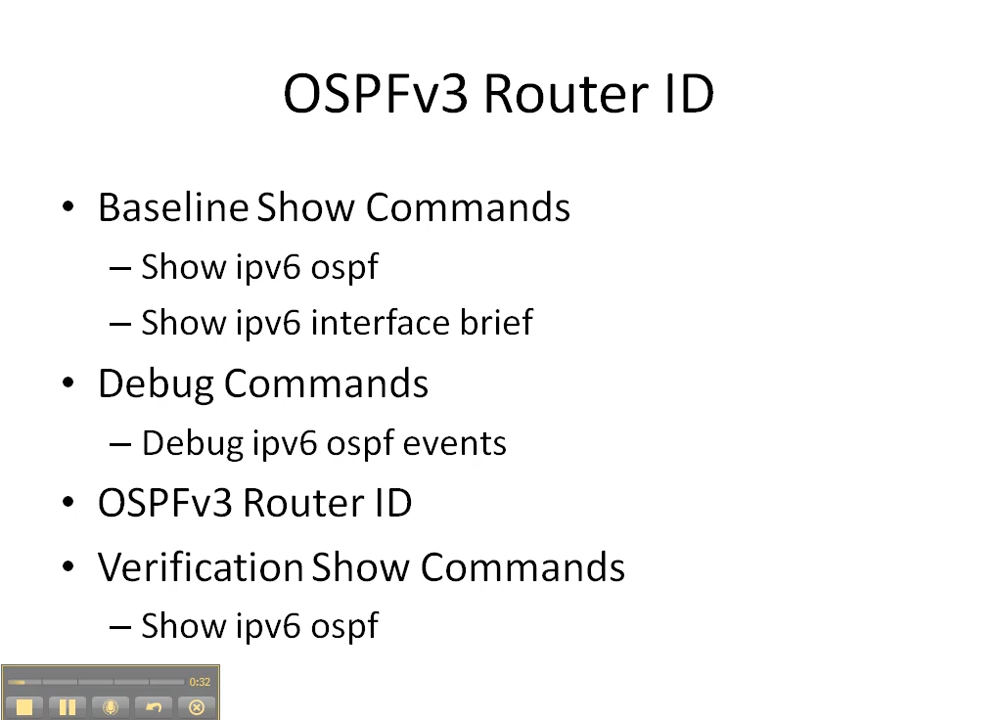 OSPFv3 Router ID
• Baseline Show Commands
– Show ipv6 ospf
– Show ipv6 interface brief
• Debug Commands
– Debug ipv6 ospf events
• OSPFv3 Router ID
• Verification Show Commands
– Show ipv6 ospf
0:32